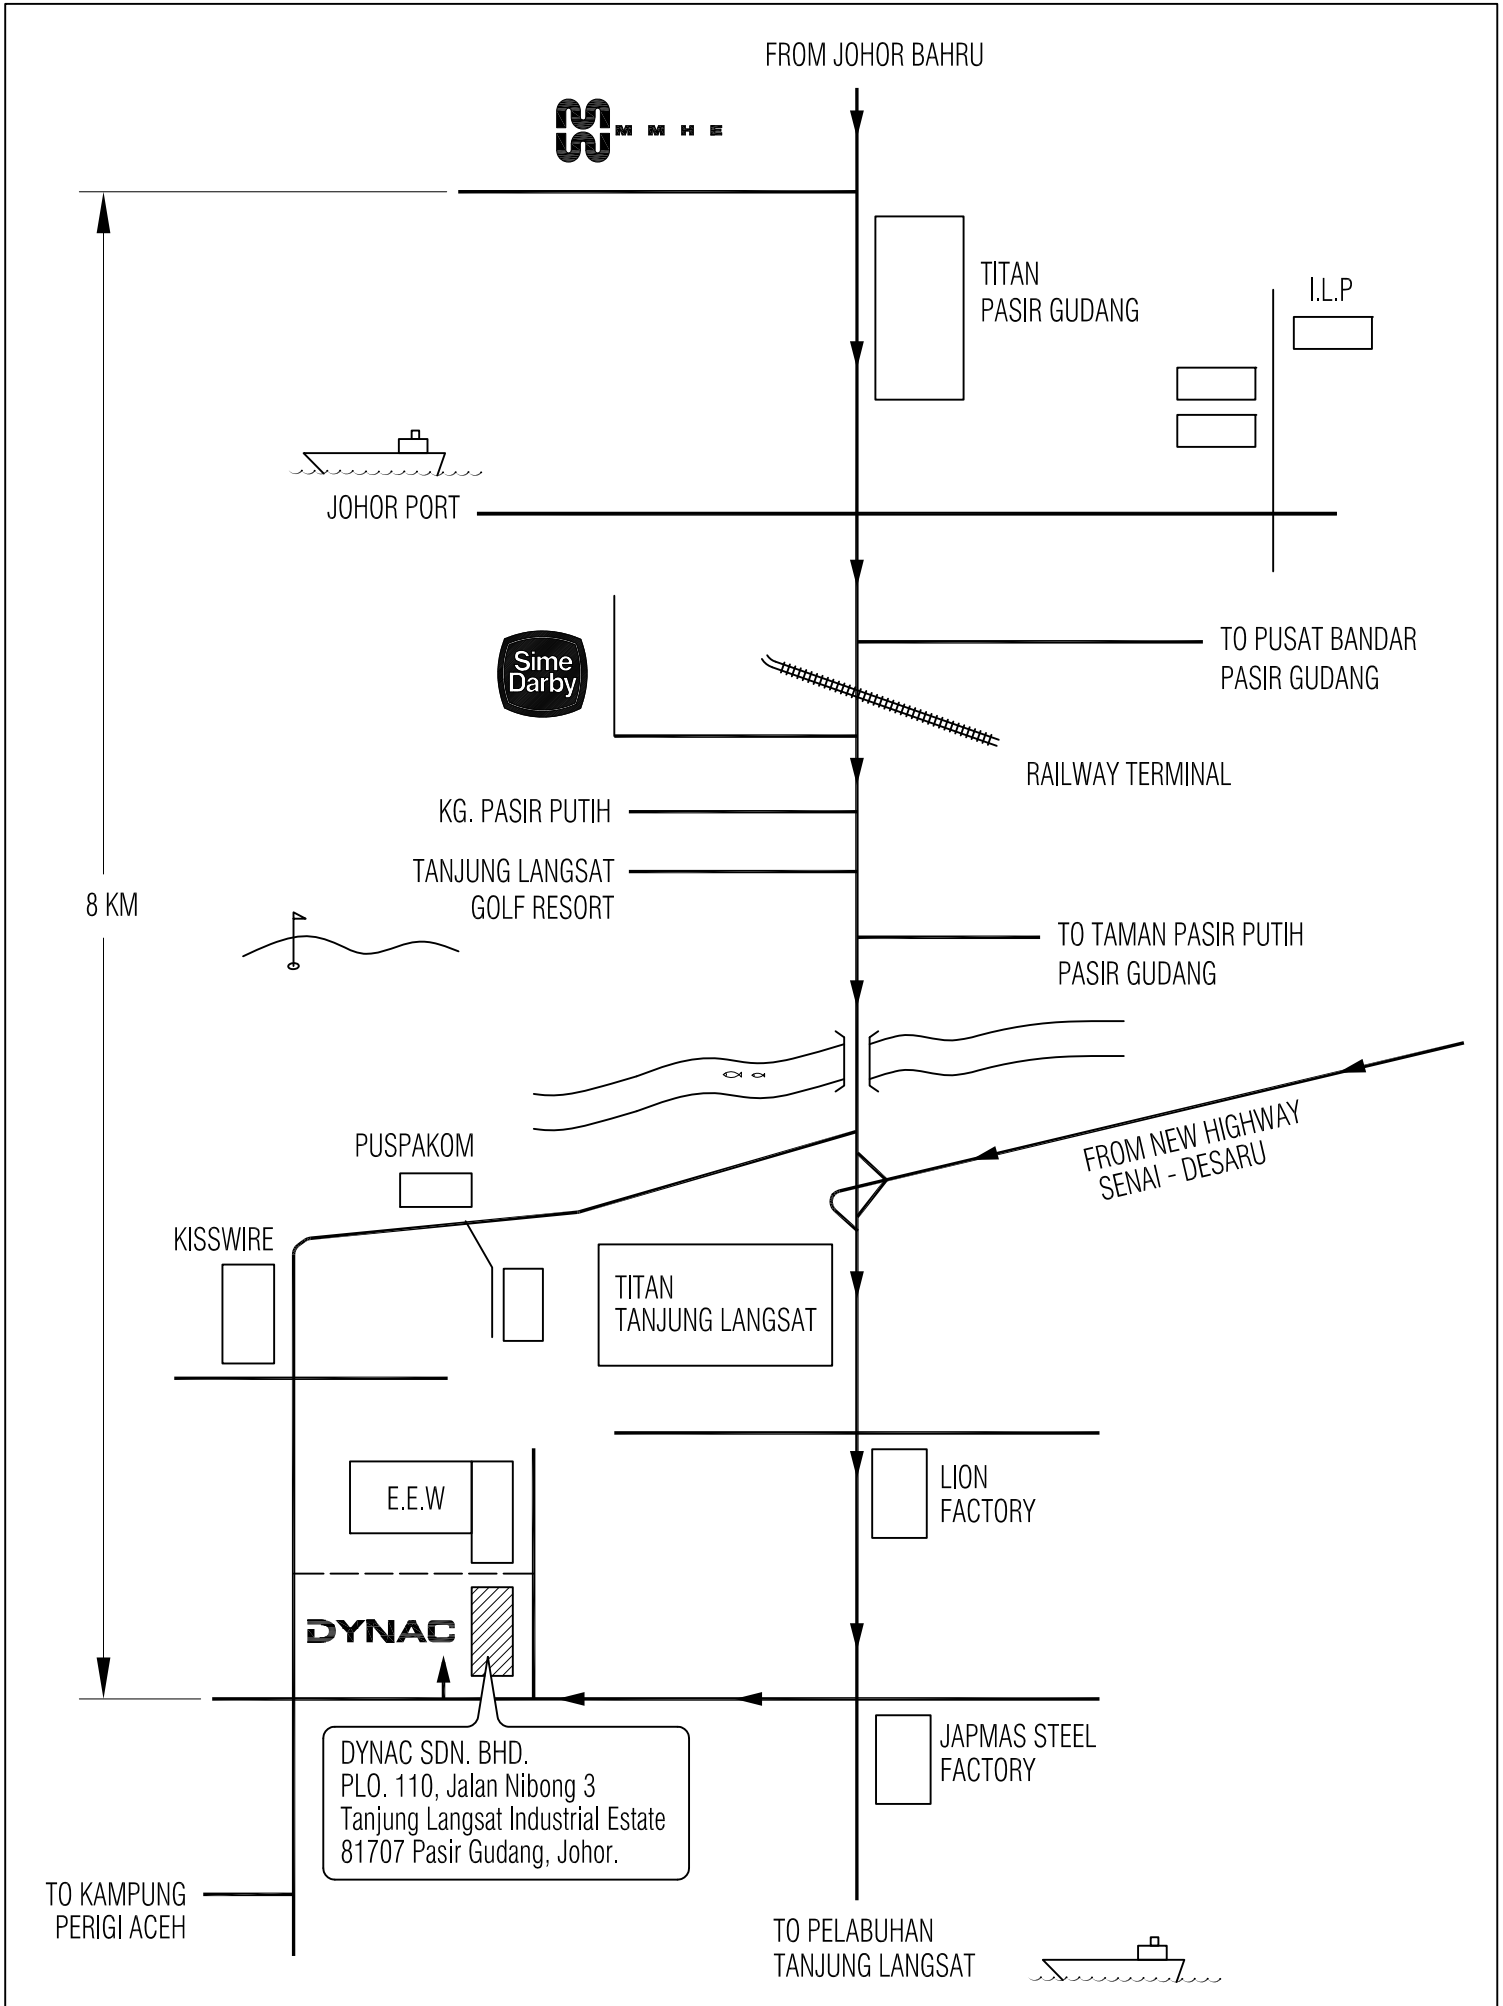 FROM JOHOR BAHRU
MMHE
TITAN
PASIR GUDANG
I.L.P
JOHOR PORT
Sime
Darby
TO PUSAT BANDAR
PASIR GUDANG
RAILWAY TERMINAL
KG. PASIR PUTIH
TANJUNG LANGSAT
GOLF RESORT
8 KM
TO TAMAN PASIR PUTIH
PASIR GUDANG
FROM NEW HIGHWAY
SENAI - DESARU
PUSPAKOM
KISSWIRE
TITAN
TANJUNG LANGSAT
E.E.W
LION
FACTORY
DYNAC
DYNAC SDN. BHD.
PLO. 110, Jalan Nibong 3
Tanjung Langsat Industrial Estate
81707 Pasir Gudang, Johor.
JAPMAS STEEL
FACTORY
TO KAMPUNG
PERIGI ACEH
TO PELABUHAN
TANJUNG LANGSAT